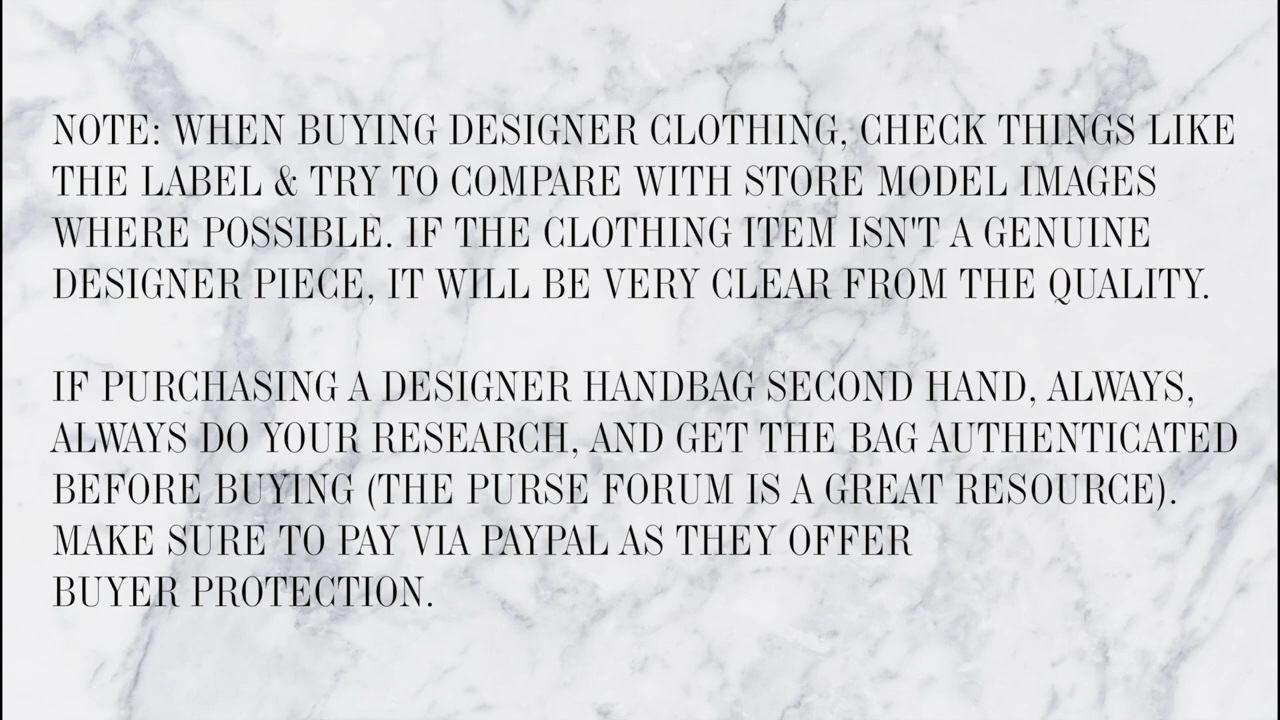 NOTE: WHEN BUYING DESIGNER CLOTHING, CHECK THINGS LIKE
THE LABEL & TRY TO COMPARE WITH STORE MODEL IMAGES
WHERE POSSIBLE. IF THE CLOTHING ITEM ISN'T A GENUINE
DESIGNER PIECE, IT WILL BE VERY CLEAR FROM THE QUALITY.
IF PURCHASING A DESIGNER HANDBAG SECOND HAND, ALWAYS,
ALWAYS DO YOUR RESEARCH, AND GET THE BAG AUTHENTICATED
BEFORE BUYING (THE PURSE FORUM IS A GREAT RESOURCE).
MAKE SURE TO PAY VIA PAYPAL AS THEY OFFER
BUYER PROTECTION.